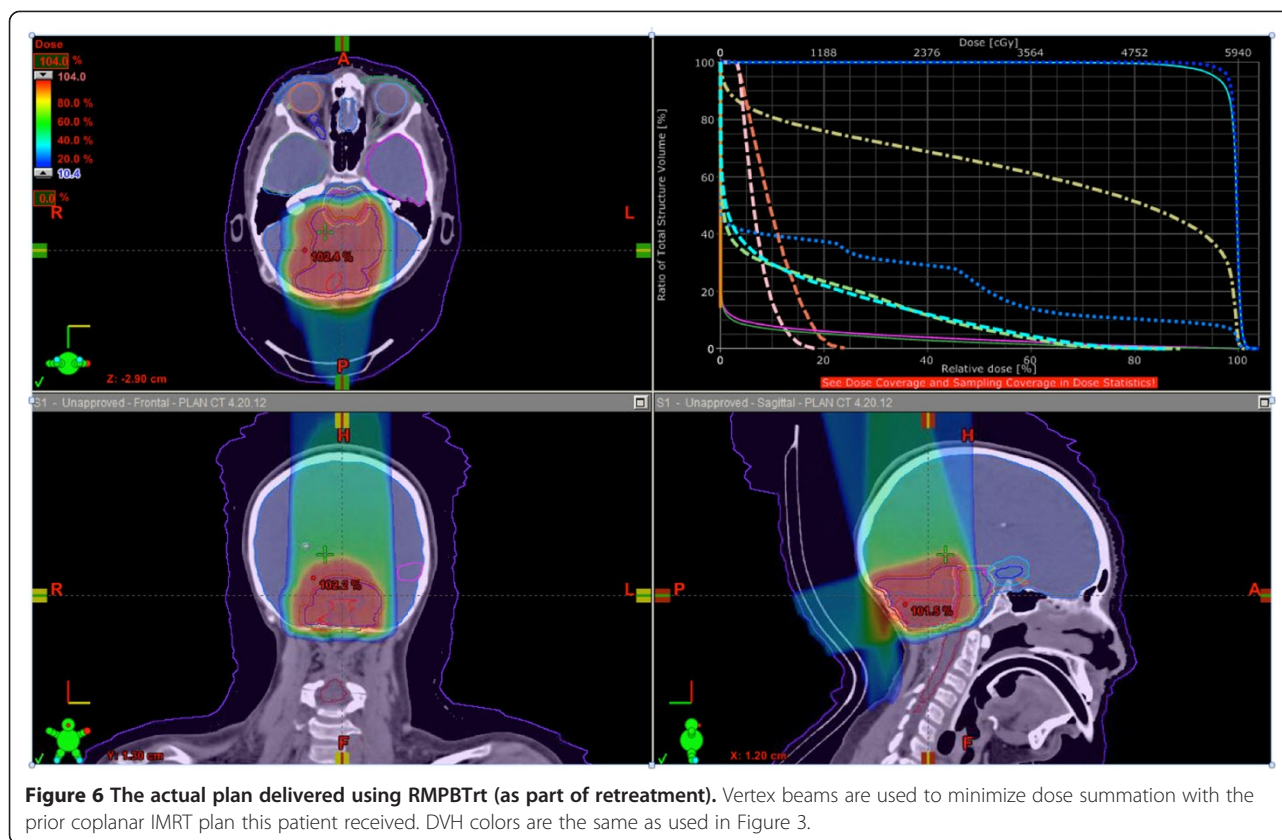 Dose
104.0 %
104.0
80.0 %
60.0 %
40.0 %
20.0 %
10.4
0.0 %
A
R
L
102.4 %
P
Z: -2.90 cm
Dose [cGy]
0 1188 2376 3564 4752 5940
Ratio of Total Structure Volume [%]
100
80
60
40
20
0
0 20 40 60 80 100
Relative dose [%]
See Dose Coverage and Sampling Coverage in Dose Statistics!
S1 - Unapproved - Frontal - PLAN CT 4.20.12
H
R
L
102.2 %
F
Y: 1.30 cm
S1 - Unapproved - Sagittal - PLAN CT 4.20.12
H
P
A
101.5 %
F
X: 1.20 cm
Figure 6 The actual plan delivered using RMPBTrt (as part of retreatment). Vertex beams are used to minimize dose summation with the
prior coplanar IMRT plan this patient received. DVH colors are the same as used in Figure 3.